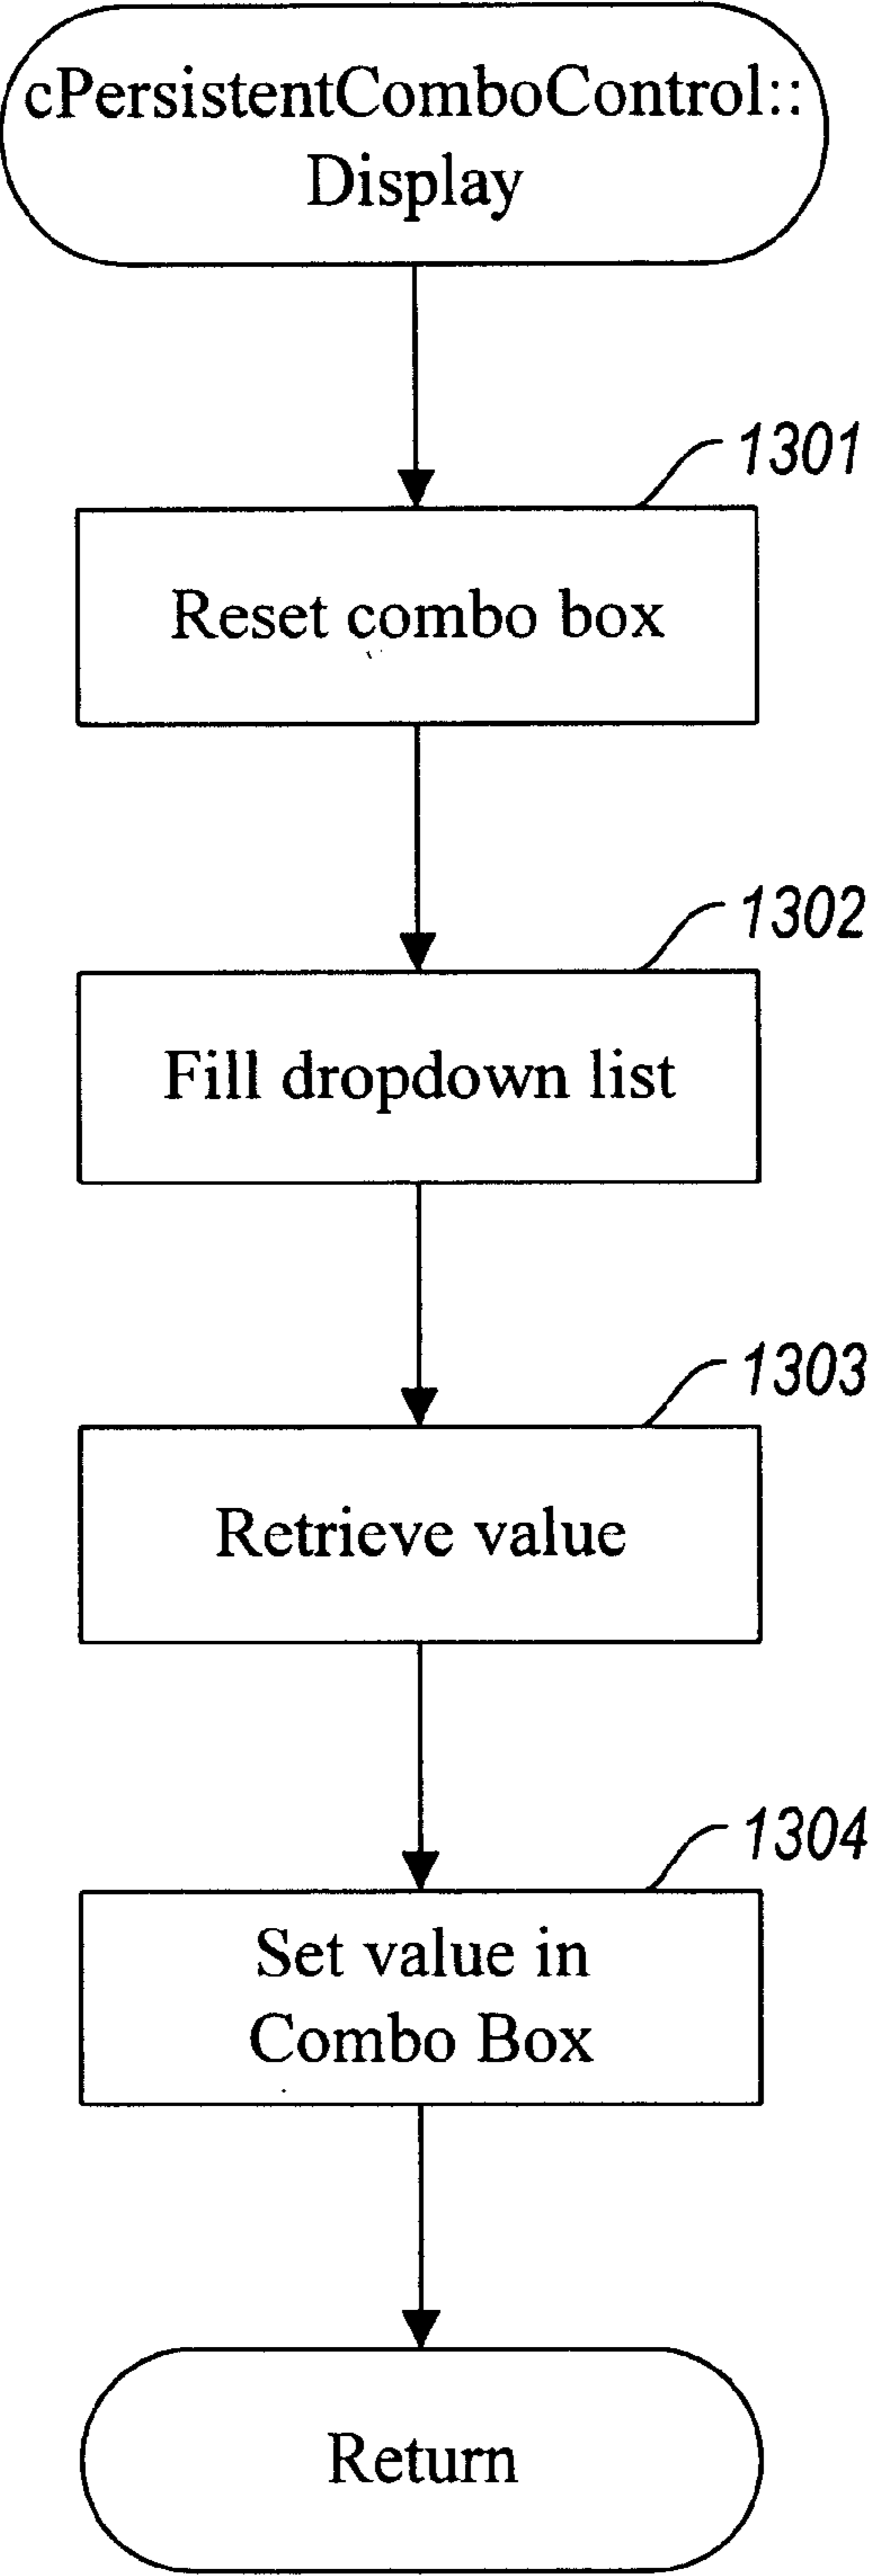 cPersistentComboControl::
Display
1301
Reset combo box
1302
Fill dropdown list
1303
Retrieve value
1304
Set value in
Combo Box
Return